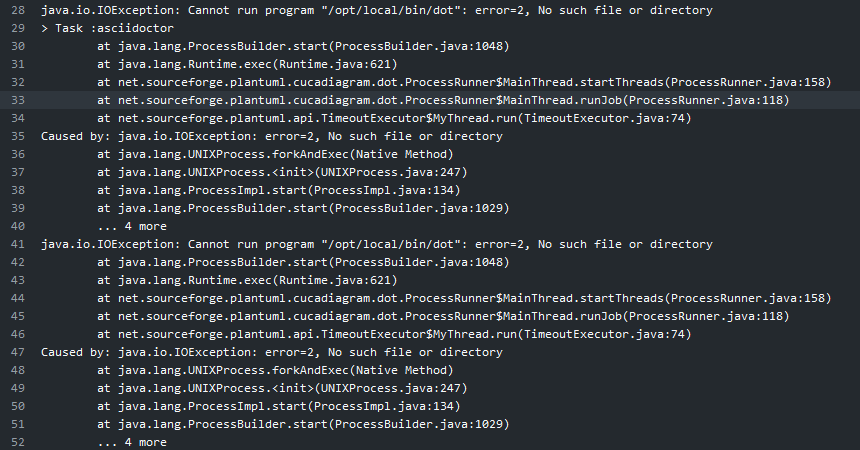 28 java.io.IOException: Cannot run program "/opt/local/bin/dot": error=2, No such file or directory
29 > Task :asciidoctor
30 at java.lang.ProcessBuilder.start(ProcessBuilder.java:1048)
31 at java.lang.Runtime.exec(Runtime.java:621)
32 at net.sourceforge.plantuml.cucadiagram.dot.ProcessRunner$MainThread.startThreads(ProcessRunner.java:158)
33 at net.sourceforge.plantuml.cucadiagram.dot.ProcessRunner$MainThread.runJob(ProcessRunner.java:118)
34 at net.sourceforge.plantuml.api.TimeoutExecutor$MyThread.run(TimeoutExecutor.java:74)
35 Caused by: java.io.IOException: error=2, No such file or directory
36 at java.lang.UNIXProcess.forkAndExec(Native Method)
37 at java.lang.UNIXProcess.<init>(UNIXProcess.java:247)
38 at java.lang.ProcessImpl.start(ProcessImpl.java:134)
39 at java.lang.ProcessBuilder.start(ProcessBuilder.java:1029)
40 ... 4 more
41 java.io.IOException: Cannot run program "/opt/local/bin/dot": error=2, No such file or directory
42 at java.lang.ProcessBuilder.start(ProcessBuilder.java:1048)
43 at java.lang.Runtime.exec(Runtime.java:621)
44 at net.sourceforge.plantuml.cucadiagram.dot.ProcessRunner$MainThread.startThreads(ProcessRunner.java:158)
45 at net.sourceforge.plantuml.cucadiagram.dot.ProcessRunner$MainThread.runJob(ProcessRunner.java:118)
46 at net.sourceforge.plantuml.api.TimeoutExecutor$MyThread.run(TimeoutExecutor.java:74)
47 Caused by: java.io.IOException: error=2, No such file or directory
48 at java.lang.UNIXProcess.forkAndExec(Native Method)
49 at java.lang.UNIXProcess.<init>(UNIXProcess.java:247)
50 at java.lang.ProcessImpl.start(ProcessImpl.java:134)
51 at java.lang.ProcessBuilder.start(ProcessBuilder.java:1029)
52 ... 4 more